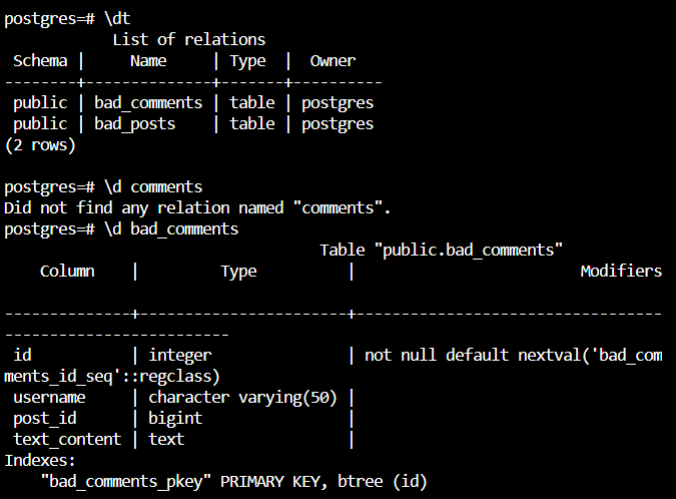 postgres=# \dt
             List of relations
 Schema |     Name     | Type  |  Owner
--------+--------------+-------+----------
 public | bad_comments | table | postgres
 public | bad_posts    | table | postgres
(2 rows)

postgres=# \d comments
Did not find any relation named "comments".
postgres=# \d bad_comments
                                   Table "public.bad_comments"
    Column    |         Type          |                         Modifiers

--------------+-----------------------+----------------------------------
-------------------------
 id           | integer               | not null default nextval('bad_com
ments_id_seq'::regclass)
 username     | character varying(50) |
 post_id      | bigint                |
 text_content | text                  |
Indexes:
    "bad_comments_pkey" PRIMARY KEY, btree (id)